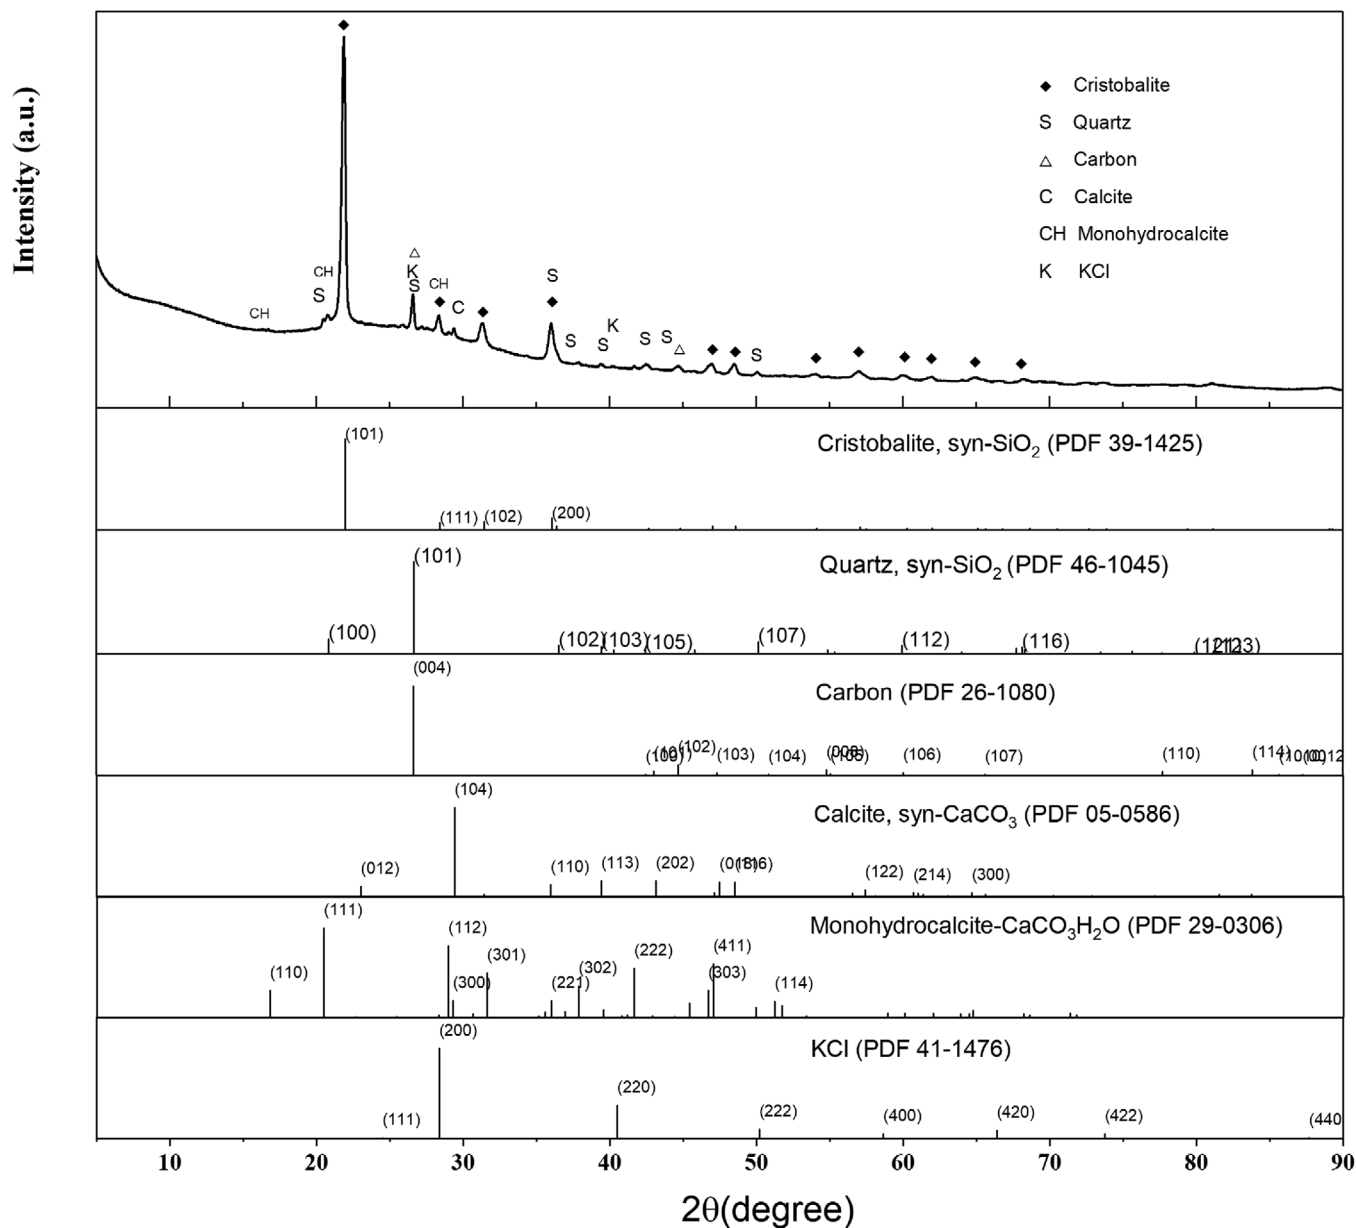 Intensity (a.u.)
◆ Cristobalite
S Quartz
△ Carbon
C Calcite
CH Monohydrocalcite
K KCl
◆
CH
CH
S
△
K
S
CH
◆
C
◆
S
◆
S
S
K
S
S
△
◆
◆
S
◆
◆
◆
◆
◆
◆
Cristobalite, syn-SiO2 (PDF 39-1425)
(101)
(111)
(102)
(200)
Quartz, syn-SiO2 (PDF 46-1045)
(101)
(100)
(102)
(103)
(105)
(107)
(112)
(116)
Carbon (PDF 26-1080)
(004)
(102)
(103)
(104)
(105)
(106)
(107)
(110)
(114)
Calcite, syn-CaCO3 (PDF 05-0586)
(104)
(012)
(110)
(113)
(202)
(018)
(116)
(122)
(214)
(300)
Monohydrocalcite-CaCO3H2O (PDF 29-0306)
(111)
(110)
(112)
(300)
(301)
(221)
(302)
(222)
(411)
(303)
(114)
KCl (PDF 41-1476)
(200)
(111)
(220)
(222)
(400)
(420)
(422)
(440
10 20 30 40 50 60 70 80 90
2θ(degree)